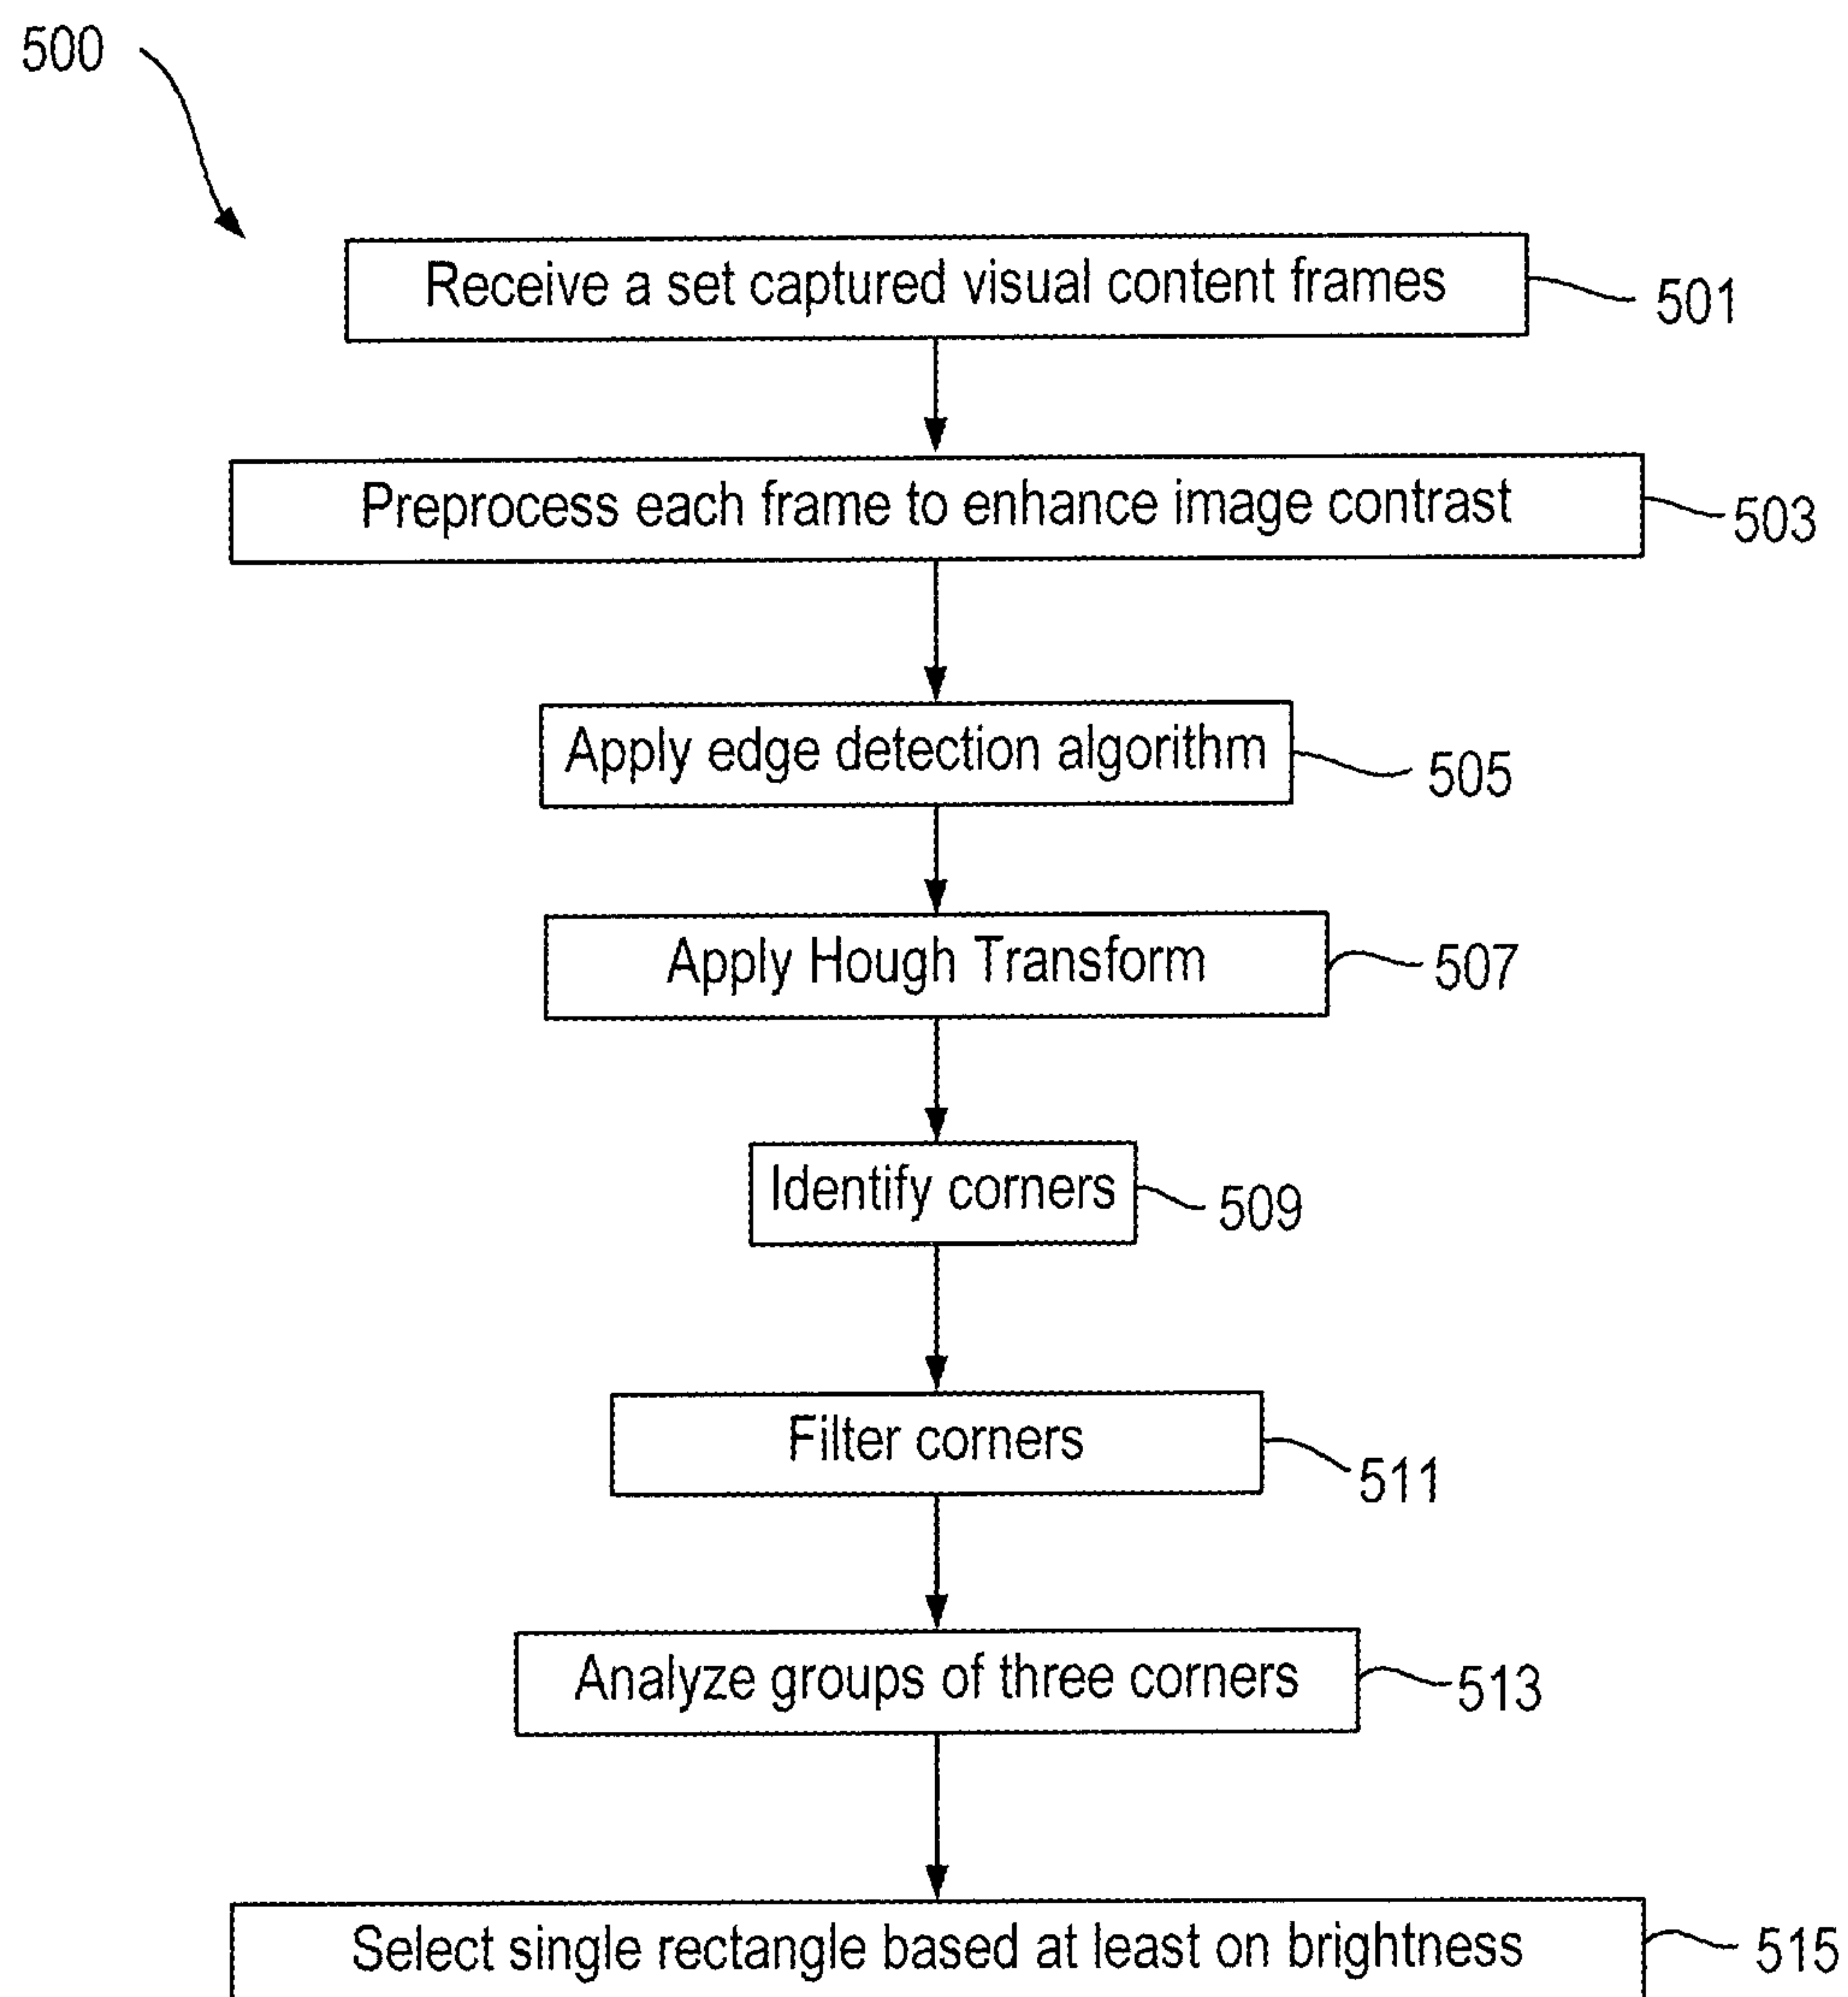 500
Receive a set captured visual content frames
501
Preprocess each frame to enhance image contrast
503
Apply edge detection algorithm
505
Apply Hough Transform
507
Identify corners
509
Filter corners
511
Analyze groups of three corners
513
Select single rectangle based at least on brightness
515